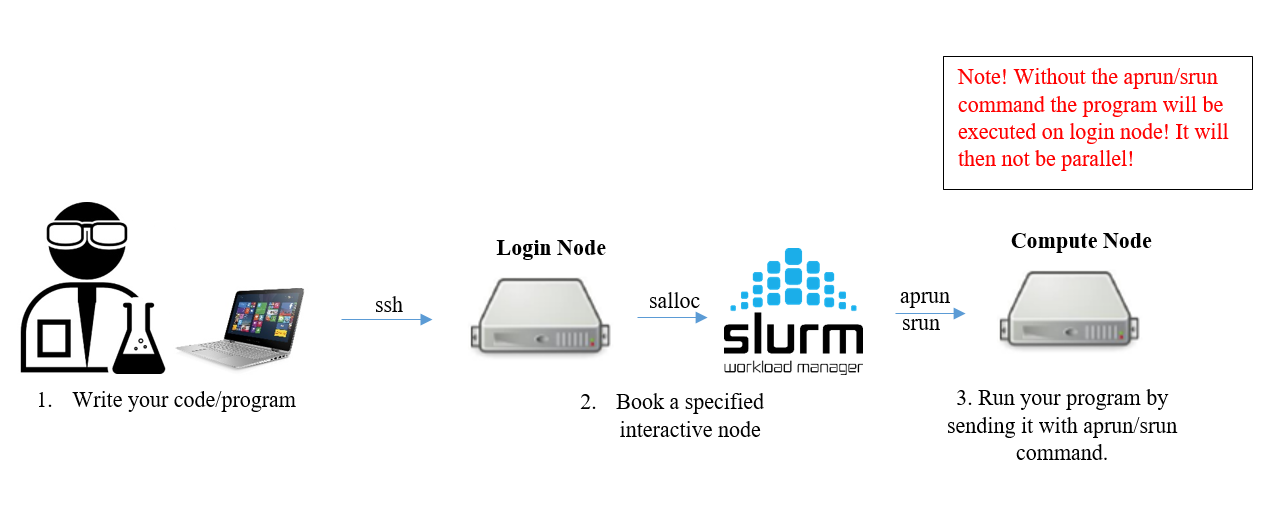 Note! Without the aprun/srun
command the program will be
executed on login node! It will
then not be parallel!
Login Node
Compute Node
ssh
salloc
slurm
workload manager
aprun
srun
1. Write your code/program
2. Book a specified
interactive node
3. Run your program by
sending it with aprun/srun
command.